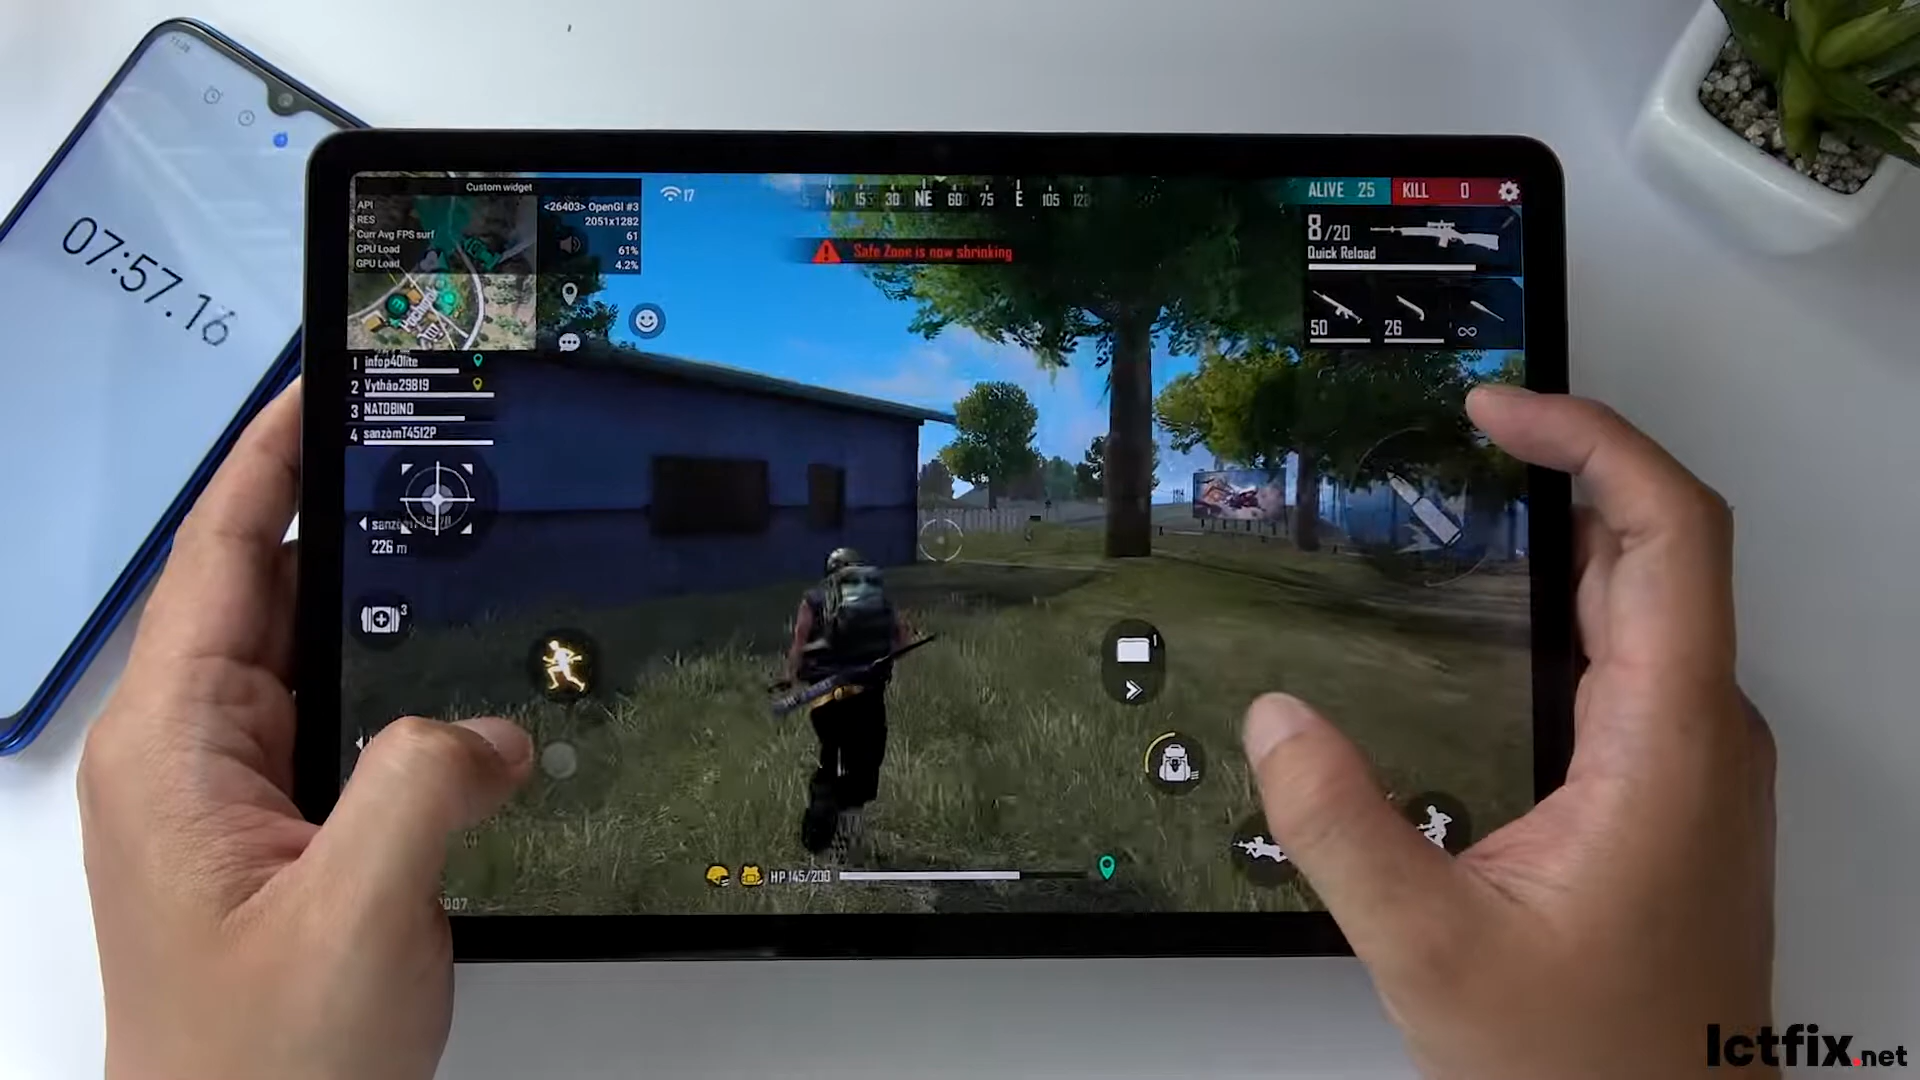 07:57.16
Custom widget
API
<26403> OpenGl #3
RES
2051x1282
Curr Avg FPS surf
61
CPU Load
61%
GPU Load
4.2%
17
N 15 30 NE 60 75 E 105 120
ALIVE 25
KILL 0
Safe Zone is now shrinking
8/20
Quick Reload
50
26
∞
1 infop40lite
2 Vytháo29819
3 NATOBINO
4 sanzòmT4512P
226 m
3
1
HP 145/200
Ictfix.net